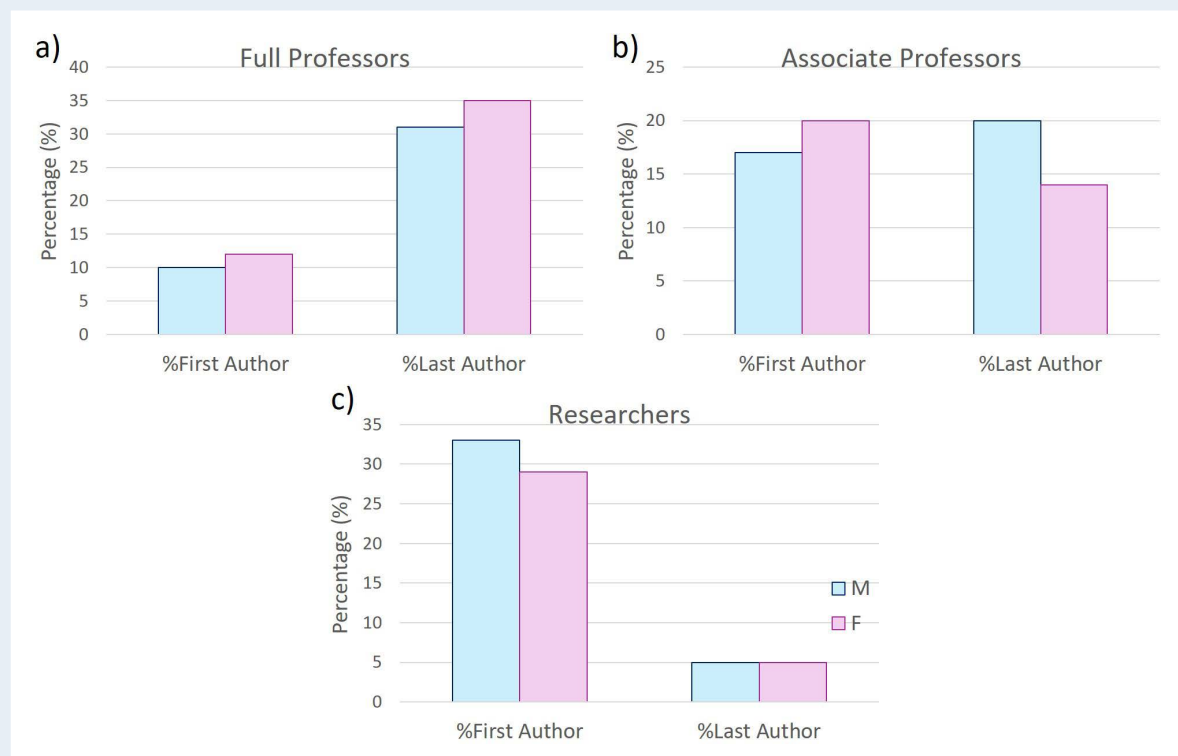 a)
Full Professors
40
35
30
25
20
15
10
5
0
Percentage (%)
%First Author
%Last Author
b)
Associate Professors
25
20
15
10
5
0
Percentage (%)
%First Author
%Last Author
c)
Researchers
35
30
25
20
15
10
5
0
Percentage (%)
M
F
%First Author
%Last Author